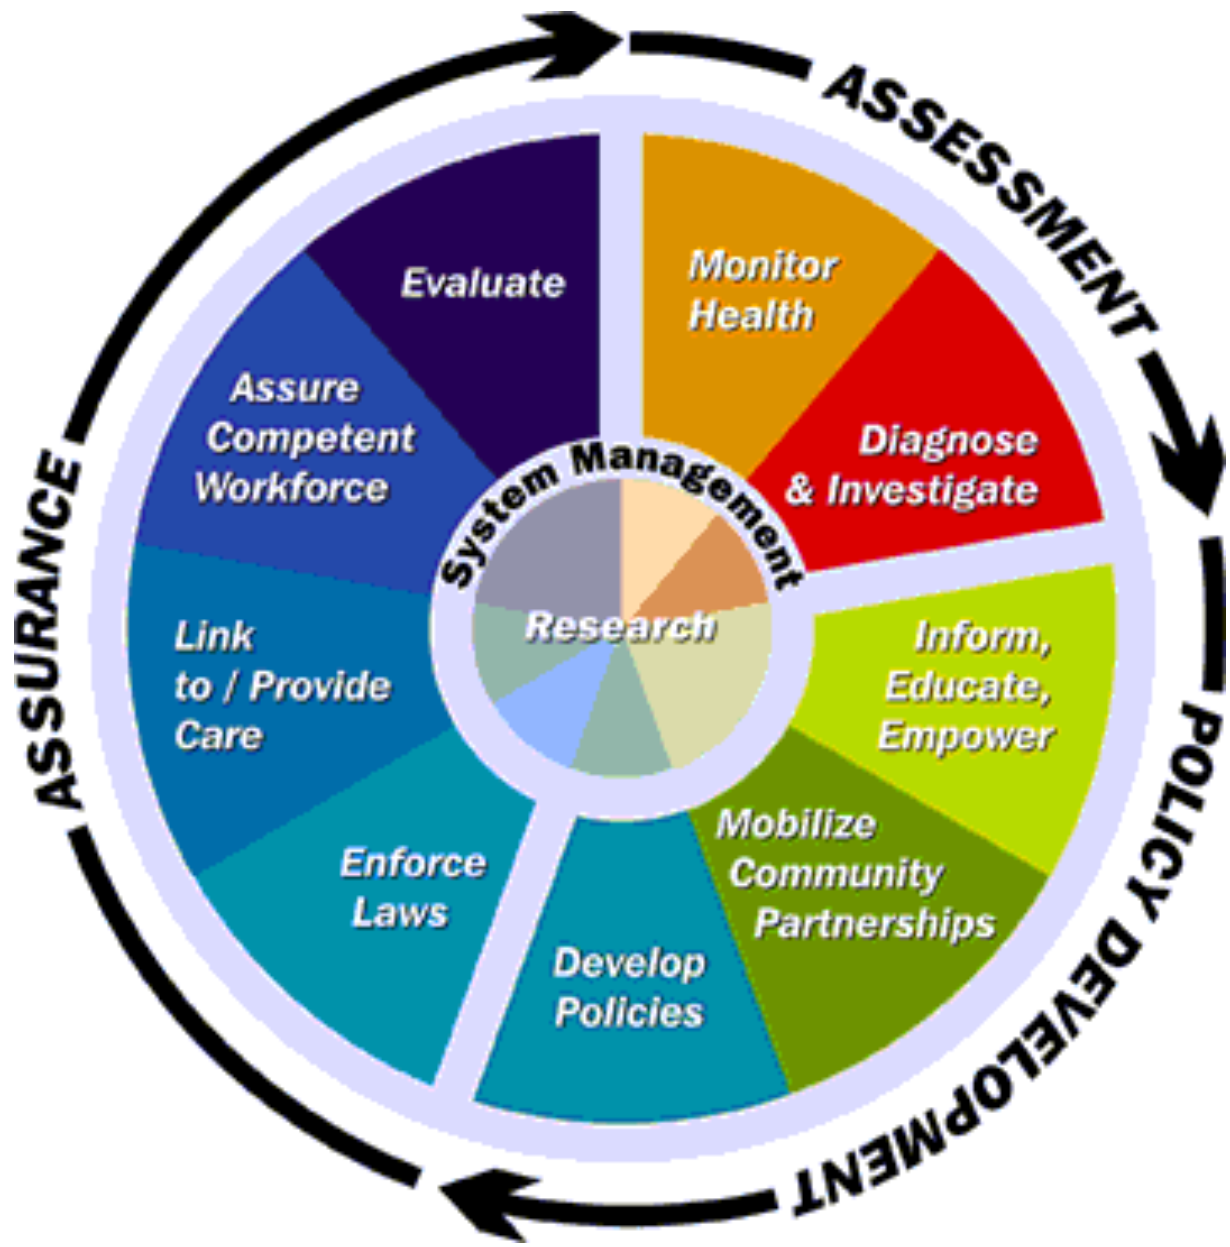 ASSESSMENT
POLICY DEVELOPMENT
ASSURANCE
Monitor
Health
Diagnose
& Investigate
Inform,
Educate,
Empower
Mobilize
Community
Partnerships
Develop
Policies
Enforce
Laws
Link
to / Provide
Care
Assure
Competent
Workforce
Evaluate
System Management
Research